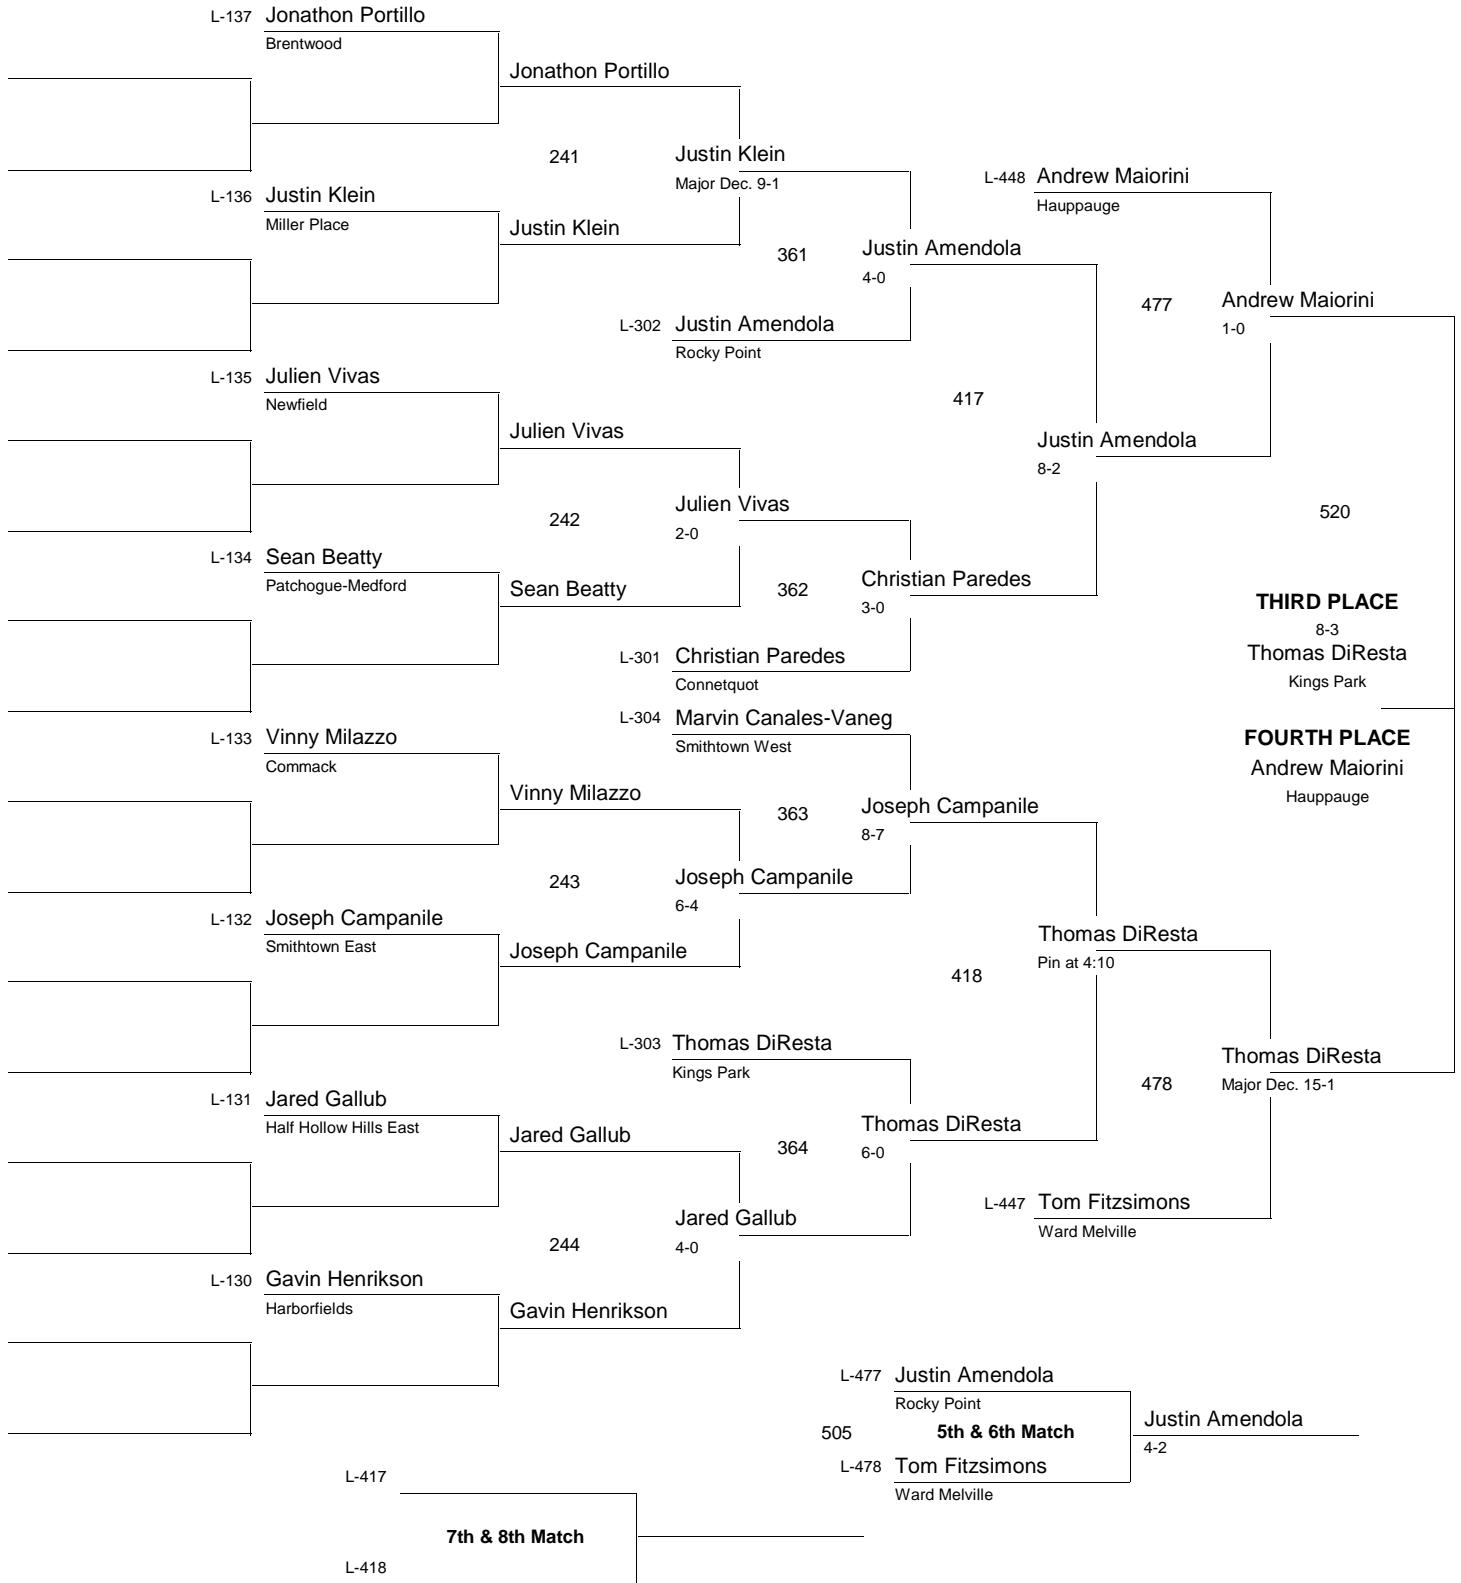 L-137 Jonathon Portillo
Brentwood
Jonathon Portillo
241
Justin Klein
Major Dec. 9-1
L-136 Justin Klein
Miller Place
Justin Klein
361
Justin Amendola
4-0
L-302 Justin Amendola
Rocky Point
L-135 Julien Vivas
Newfield
Julien Vivas
242
Julien Vivas
2-0
L-134 Sean Beatty
Patchogue-Medford
Sean Beatty
362
Christian Paredes
3-0
L-301 Christian Paredes
Connetquot
417
Justin Amendola
8-2
L-448 Andrew Maiorini
Hauppauge
477
Andrew Maiorini
1-0
520
THIRD PLACE
8-3
Thomas DiResta
Kings Park
FOURTH PLACE
Andrew Maiorini
Hauppauge
L-304 Marvin Canales-Vaneg
Smithtown West
L-133 Vinny Milazzo
Commack
Vinny Milazzo
363
Joseph Campanile
8-7
243
Joseph Campanile
6-4
L-132 Joseph Campanile
Smithtown East
Joseph Campanile
418
Thomas DiResta
Pin at 4:10
L-303 Thomas DiResta
Kings Park
478
Thomas DiResta
Major Dec. 15-1
L-131 Jared Gallub
Half Hollow Hills East
Jared Gallub
364
Thomas DiResta
6-0
L-447 Tom Fitzsimons
Ward Melville
244
Jared Gallub
4-0
L-130 Gavin Henrikson
Harborfields
Gavin Henrikson
L-477 Justin Amendola
Rocky Point
505
5th & 6th Match
Justin Amendola
4-2
L-478 Tom Fitzsimons
Ward Melville
L-417
7th & 8th Match
L-418